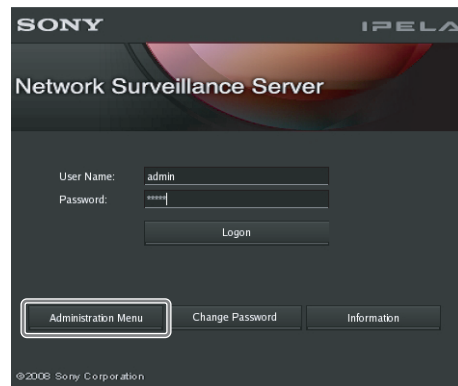 SONY
IPELA
Network Surveillance Server
User Name: admin
Password: *****
Logon
Administration Menu Change Password Information
©2008 Sony Corporation